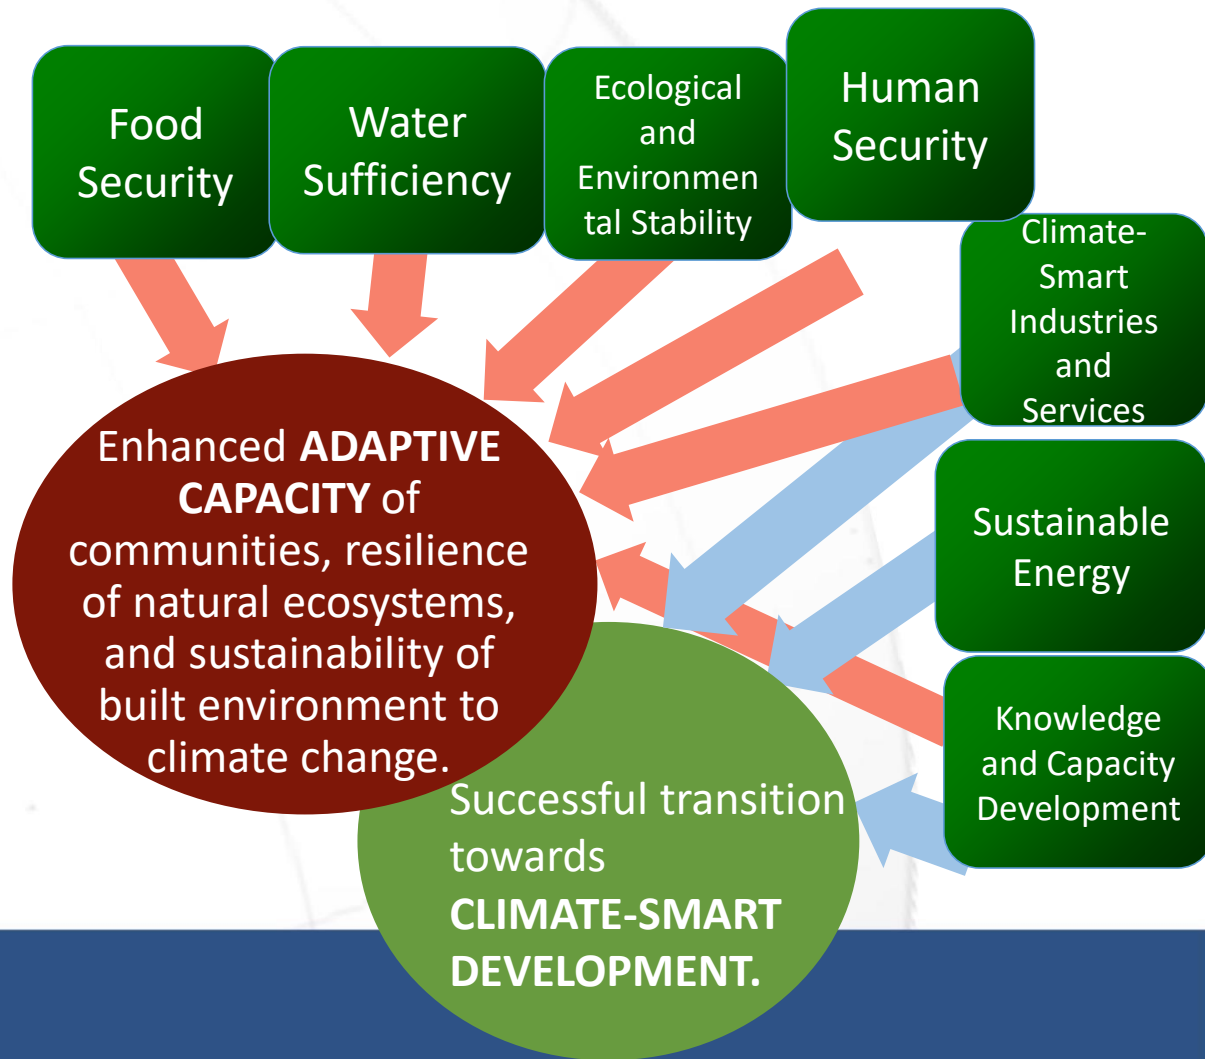 Food
Security
Water
Sufficiency
Ecological
and
Environmen
tal Stability
Human
Security
Climate-
Smart
Industries
and
Services
Sustainable
Energy
Knowledge
and Capacity
Development
Enhanced ADAPTIVE
CAPACITY of
communities, resilience
of natural ecosystems,
and sustainability of
built environment to
climate change.
Successful transition
towards
CLIMATE-SMART
DEVELOPMENT.